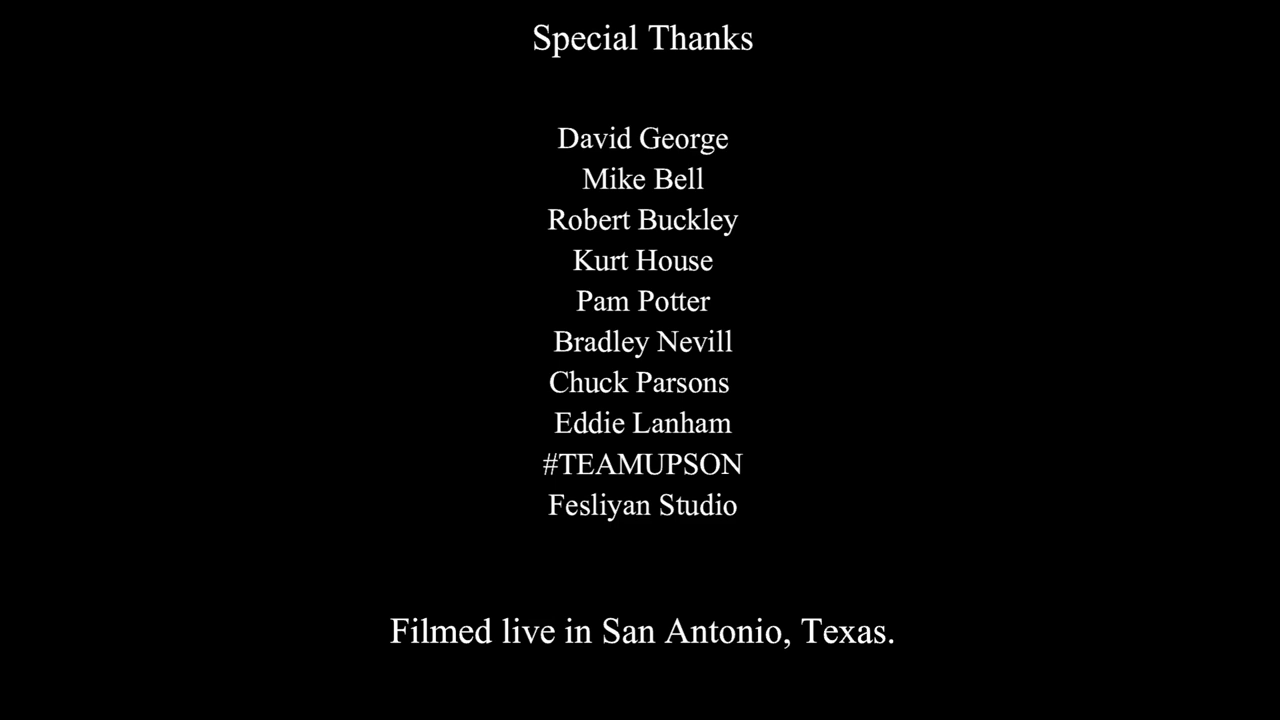 Special Thanks
David George
Mike Bell
Robert Buckley
Kurt House
Pam Potter
Bradley Nevill
Chuck Parsons
Eddie Lanham
#TEAMUPSON
Fesliyan Studio
Filmed live in San Antonio, Texas.